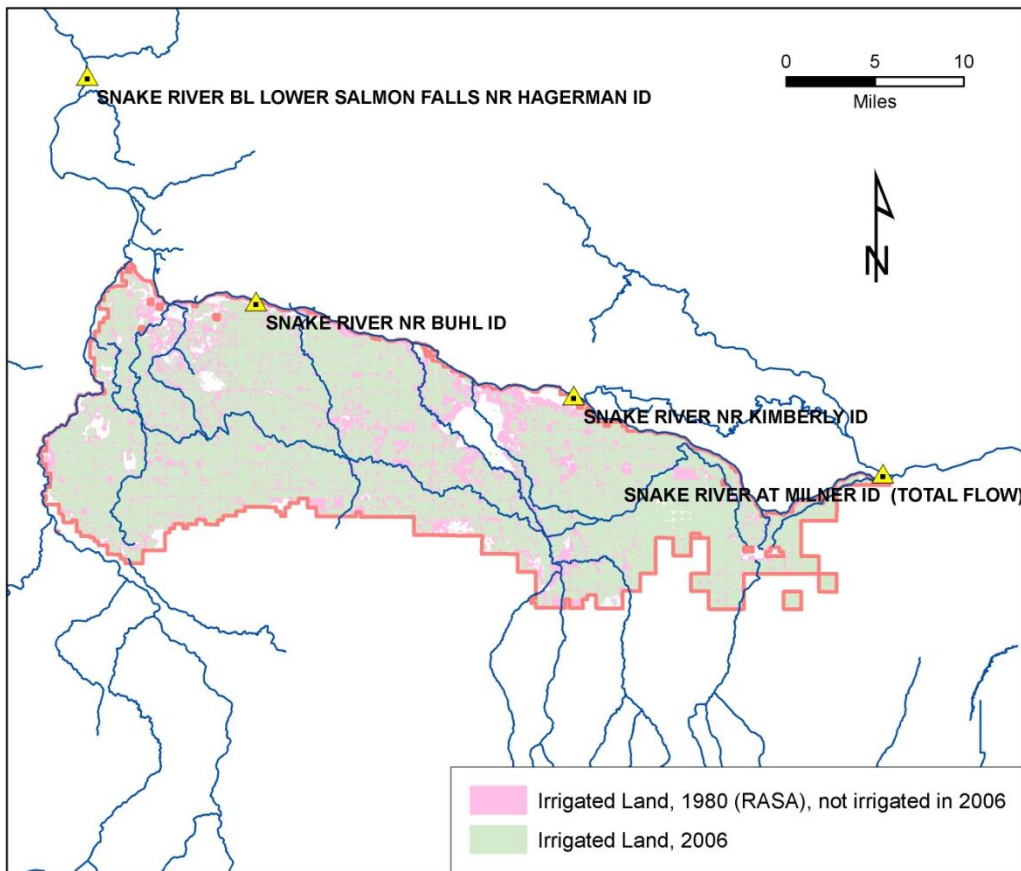 0 5 10
Miles
SNAKE RIVER BL LOWER SALMON FALLS NR HAGERMAN ID
N
SNAKE RIVER NR BUHL ID
SNAKE RIVER NR KIMBERLY ID
SNAKE RIVER AT MILNER ID (TOTAL FLOW)
Irrigated Land, 1980 (RASA), not irrigated in 2006
Irrigated Land, 2006